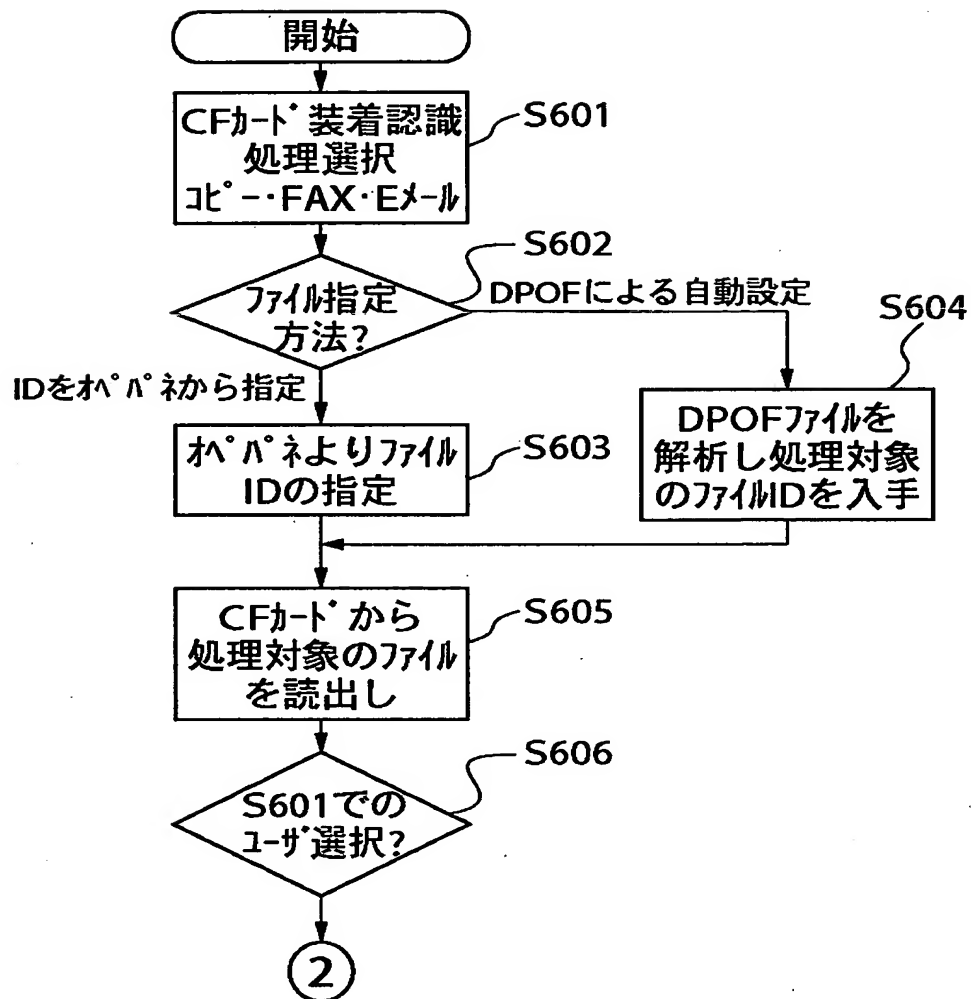 開始
CFｶｰﾄﾞ装着認識
処理選択
ｺﾋﾟｰ･FAX･Eﾒｰﾙ
S601
S602
ﾌｧｲﾙ指定
方法?
DPOFによる自動設定
S604
IDをｵﾍﾟﾊﾟﾈから指定
DPOFﾌｧｲﾙを
解析し処理対象
のﾌｧｲﾙIDを入手
ｵﾍﾟﾊﾟﾈよりﾌｧｲﾙ
IDの指定
S603
CFｶｰﾄﾞから
処理対象のﾌｧｲﾙ
を読出し
S605
S606
S601での
ﾕｰｻﾞ選択?
2